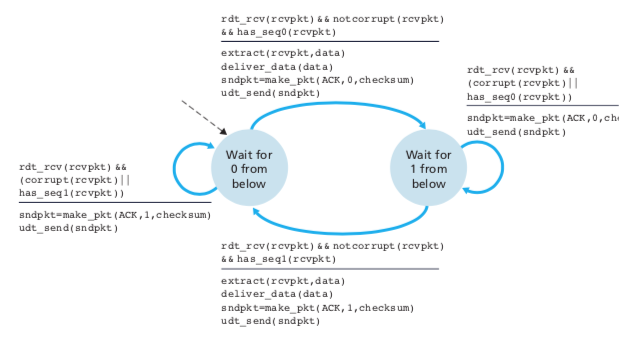 rdt_rcv(rcvpkt)&&notcorrupt(rcvpkt)
&&has_seq0(rcvpkt)
extract(rcvpkt,data)
deliver_data(data)
sndpkt=make_pkt(ACK,0,checksum)
udt_send(sndpkt)
rdt_rcv(rcvpkt)&&
(corrupt(rcvpkt)||
has_seq0(rcvpkt))
sndpkt=make_pkt(ACK,0,che
udt_send(sndpkt)
Wait for
0 from
below
Wait for
1 from
below
rdt_rcv(rcvpkt)&&
(corrupt(rcvpkt)||
has_seq1(rcvpkt))
sndpkt=make_pkt(ACK,1,checksum)
udt_send(sndpkt)
rdt_rcv(rcvpkt)&&notcorrupt(rcvpkt)
&&has_seq1(rcvpkt)
extract(rcvpkt,data)
deliver_data(data)
sndpkt=make_pkt(ACK,1,checksum)
udt_send(sndpkt)